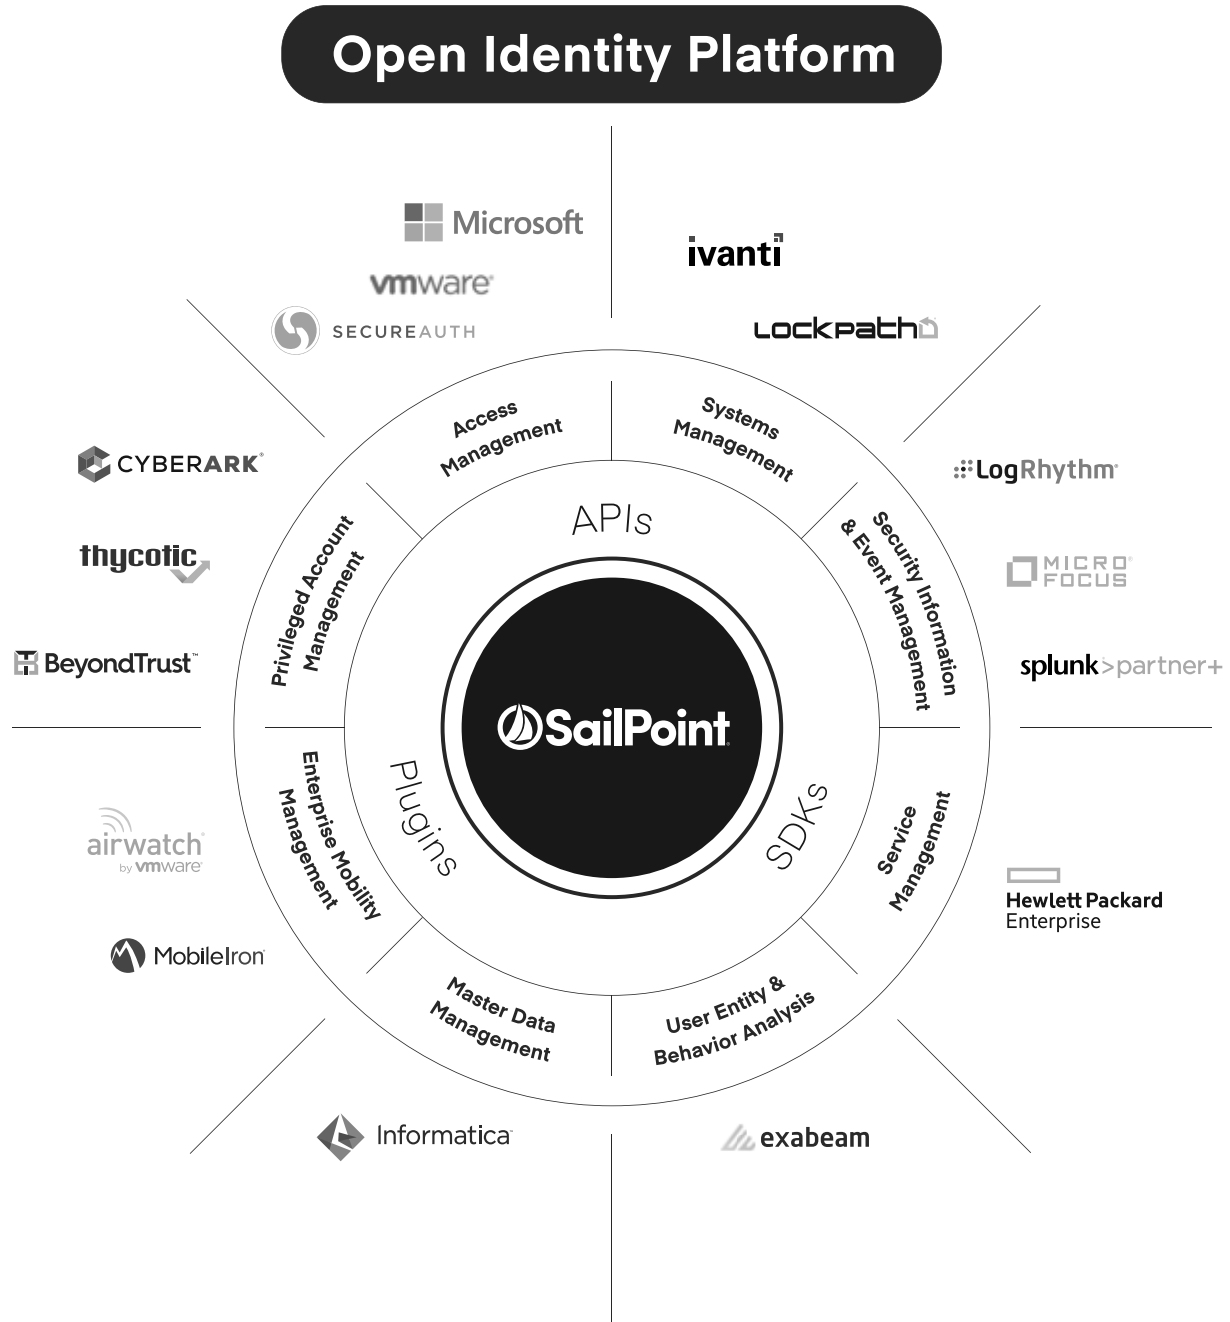 Open Identity Platform
Microsoft
vmware®
SECUREAUTH
ivanti
LockPath
CYBERARK®
thycotic
BeyondTrust™
LogRhythm®
MICRO®
FOCUS
splunk>partner+
Access
Management
Systems
Management
Privileged Account
Management
Security Information
& Event Management
APIs
SailPoint
Plugins
SDKs
Enterprise Mobility
Management
Service
Management
airwatch®
by vmware®
MobileIron
Hewlett Packard
Enterprise
Master Data
Management
User Entity &
Behavior Analysis
Informatica™
exabeam